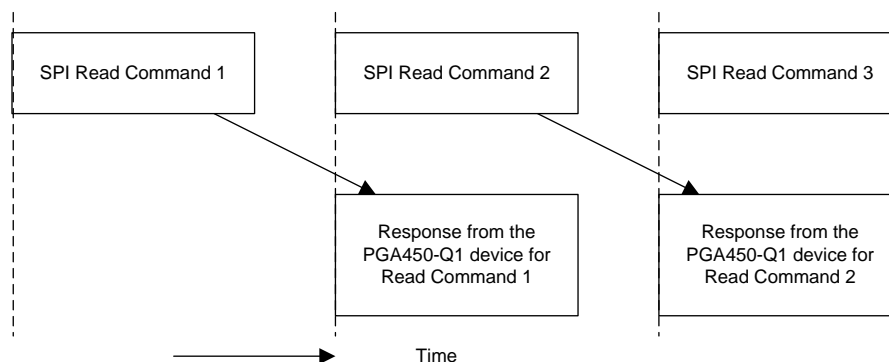 SPI Read Command 1
SPI Read Command 2
SPI Read Command 3
Response from the
PGA450-Q1 device for
Read Command 1
Response from the
PGA450-Q1 device for
Read Command 2
Time